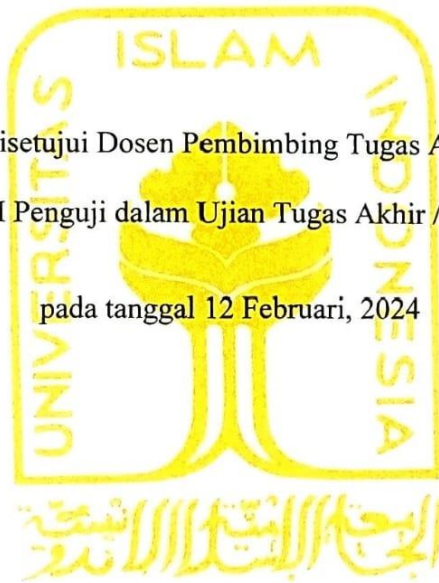 ISLAM
UNIVERSITAS
INDONESIA
isetujui Dosen Pembimbing Tugas A
I Penguji dalam Ujian Tugas Akhir /
pada tanggal 12 Februari, 2024